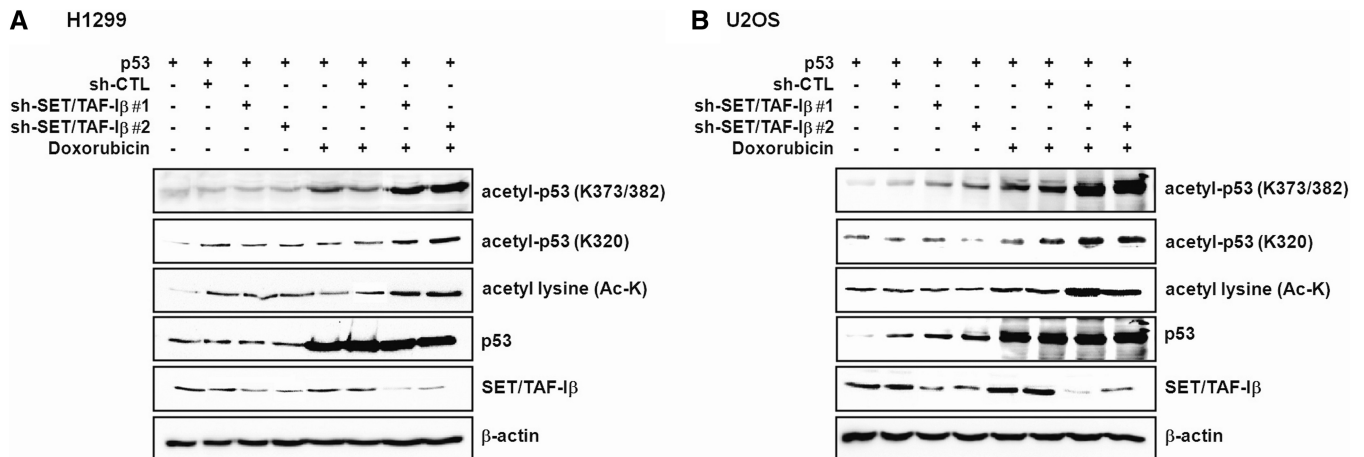 A H1299
p53 + + + + + + + +
sh-CTL - + - - - + - -
sh-SET/TAF-Iβ #1 - - + - - - + -
sh-SET/TAF-Iβ #2 - - - + - - - +
Doxorubicin - - - - + + + +
acetyl-p53 (K373/382)
acetyl-p53 (K320)
acetyl lysine (Ac-K)
p53
SET/TAF-Iβ
β-actin
B U2OS
p53 + + + + + + + +
sh-CTL - + - - - + - -
sh-SET/TAF-Iβ #1 - - + - - - + -
sh-SET/TAF-Iβ #2 - - - + - - - +
Doxorubicin - - - - + + + +
acetyl-p53 (K373/382)
acetyl-p53 (K320)
acetyl lysine (Ac-K)
p53
SET/TAF-Iβ
β-actin